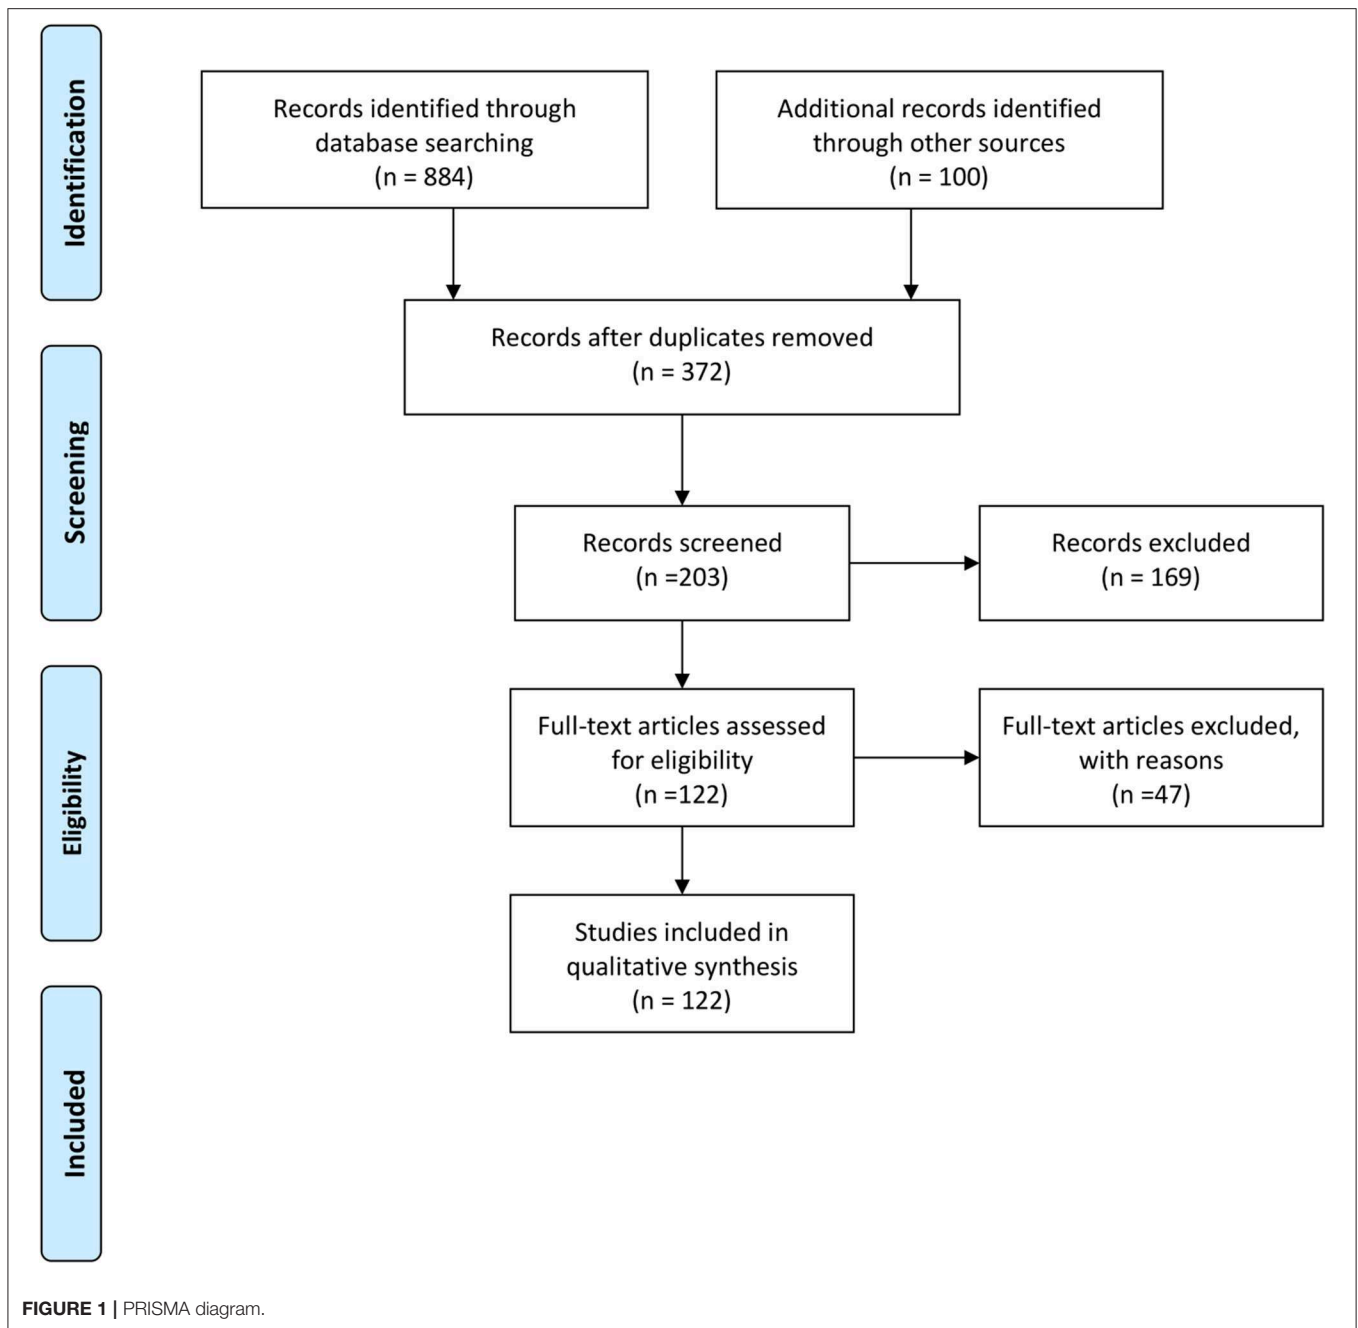 Identification
Records identified through
database searching
(n = 884)
Additional records identified
through other sources
(n = 100)
Records after duplicates removed
(n = 372)
Screening
Records screened
(n =203)
Records excluded
(n = 169)
Eligibility
Full-text articles assessed
for eligibility
(n =122)
Full-text articles excluded,
with reasons
(n =47)
Studies included in
qualitative synthesis
(n = 122)
Included
FIGURE 1 | PRISMA diagram.